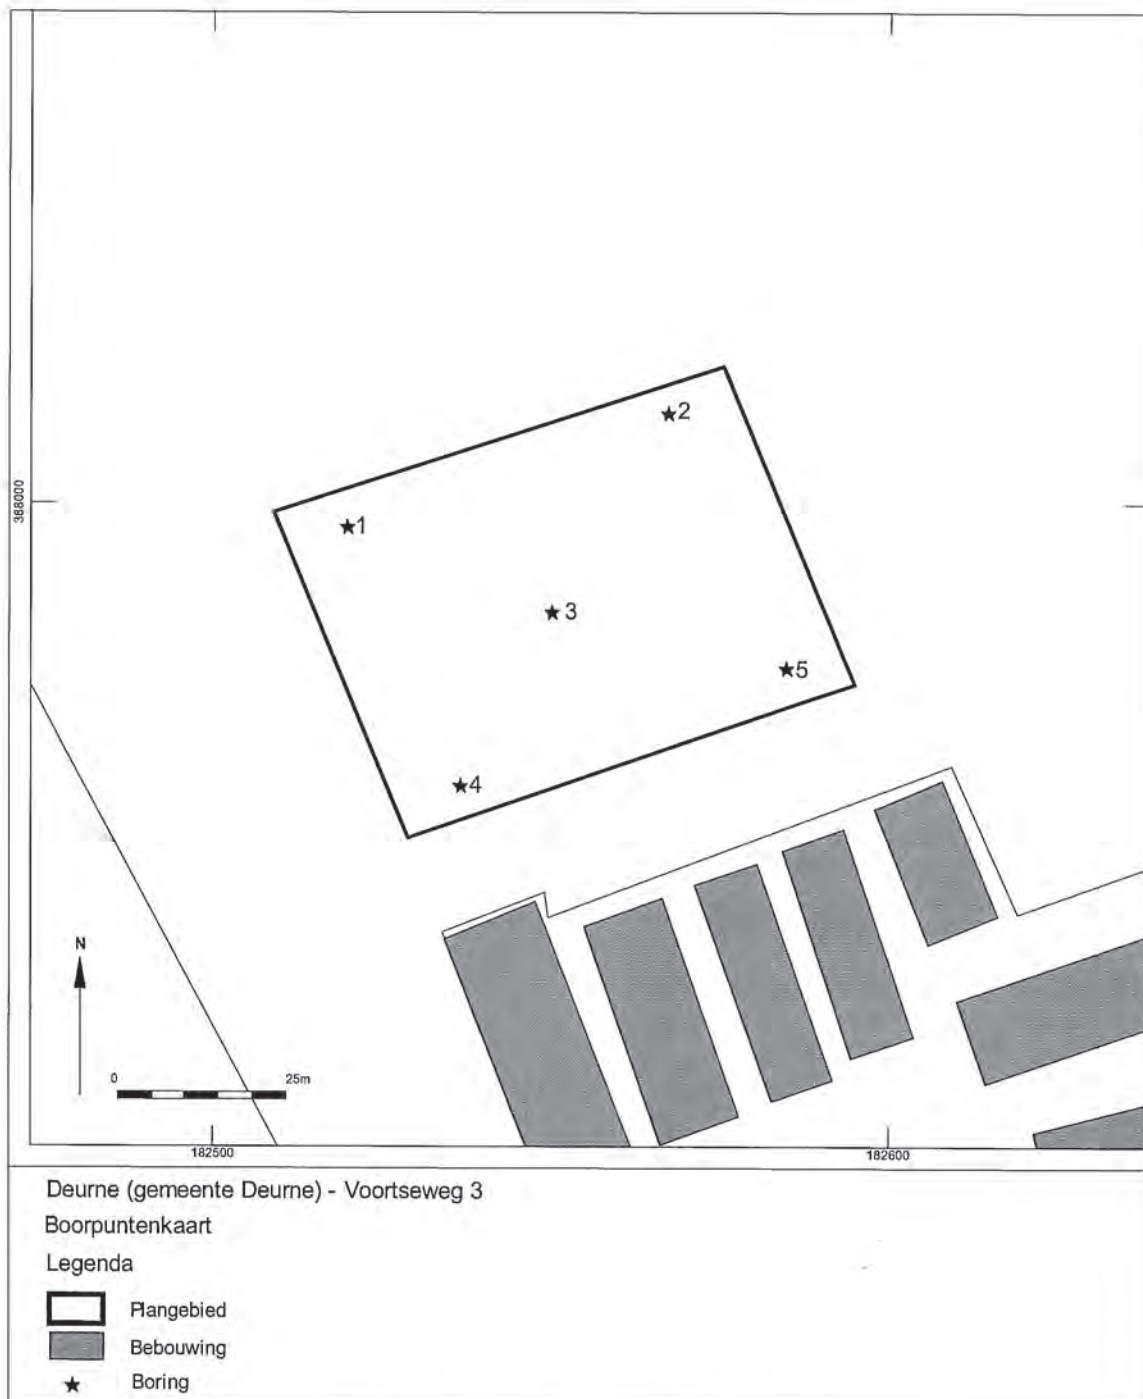 2
388000
1
3
5
4
N
0 25m
182500 182600
Deurne (gemeente Deurne) - Voortseweg 3
Boorpuntenkaart
Legenda
Plangebied
Bebouwing
Boring